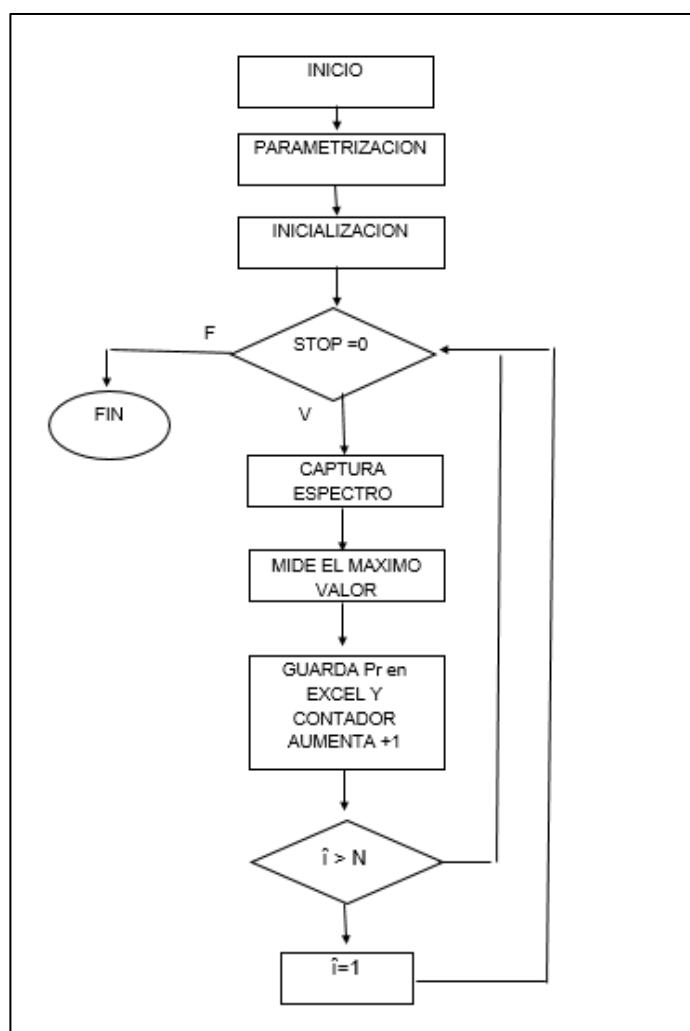 INICIO
PARAMETRIZACION
INICIALIZACION
F
STOP =0
FIN
V
CAPTURA
ESPECTRO
MIDE EL MAXIMO
VALOR
GUARDA Pr en
EXCEL Y
CONTADOR
AUMENTA +1
î > N
î=1